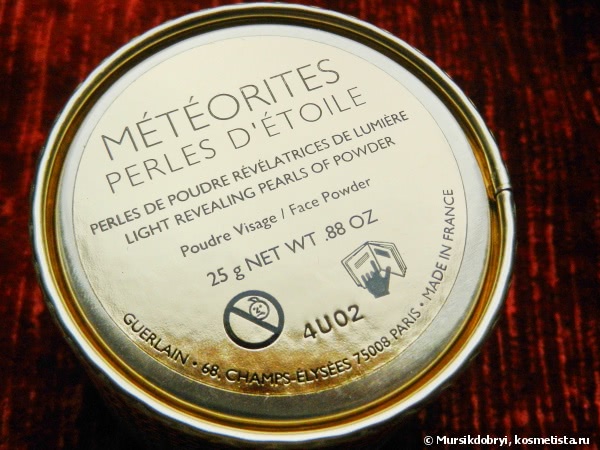 MÉTÉORITES
PERLES D'ÉTOILE
PERLES DE POUDRE RÉVÉLATRICES DE LUMIÈRE
LIGHT REVEALING PEARLS OF POWDER
Poudre Visage / Face Powder
25 g NET WT .88 OZ
4U02
GUERLAIN • 68, CHAMPS-ÉLYSÉES 75008 PARIS • MADE IN FRANCE
© Mursikdobryi, kosmetista.ru